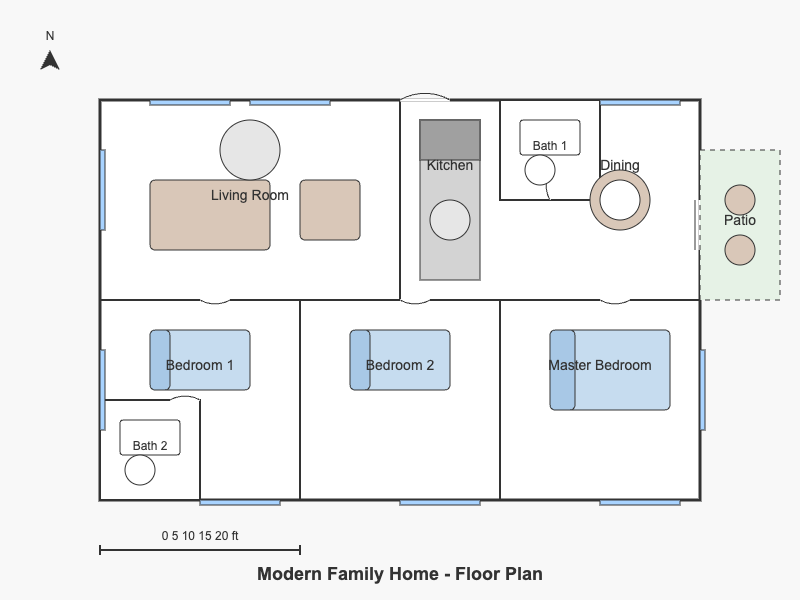 N
Bath 1
Kitchen
Dining
Living Room
Patio
Bedroom 1
Bedroom 2
Master Bedroom
Bath 2
0 5 10 15 20 ft
Modern Family Home - Floor Plan